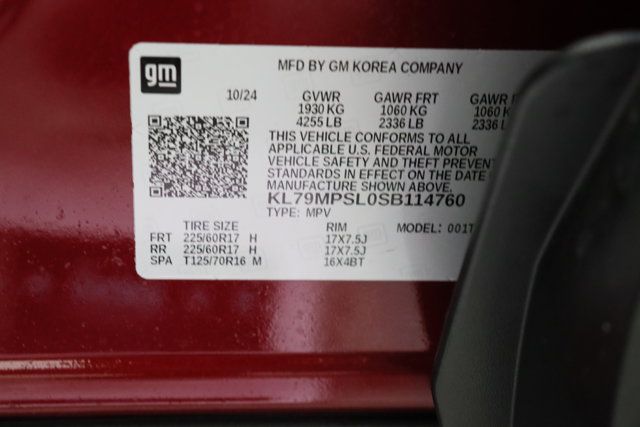 gm
MFD BY GM KOREA COMPANY
10/24
GVWR GAWR FRT GAWR
1930 KG 1060 KG 1060
4255 LB 2336 LB 2336 LB
THIS VEHICLE CONFORMS TO ALL
APPLICABLE U.S. FEDERAL MOTOR
VEHICLE SAFETY AND THEFT PREVENT
STANDARDS IN EFFECT ON THE DATE
MANUFACTURE SHOWN ABOVE.
KL79MPSL0SB114760
TYPE: MPV
TIRE SIZE RIM MODEL: 001T
FRT 225/60R17 H 17X7.5J
RR 225/60R17 H 17X7.5J
SPA T125/70R16 M 16X4BT